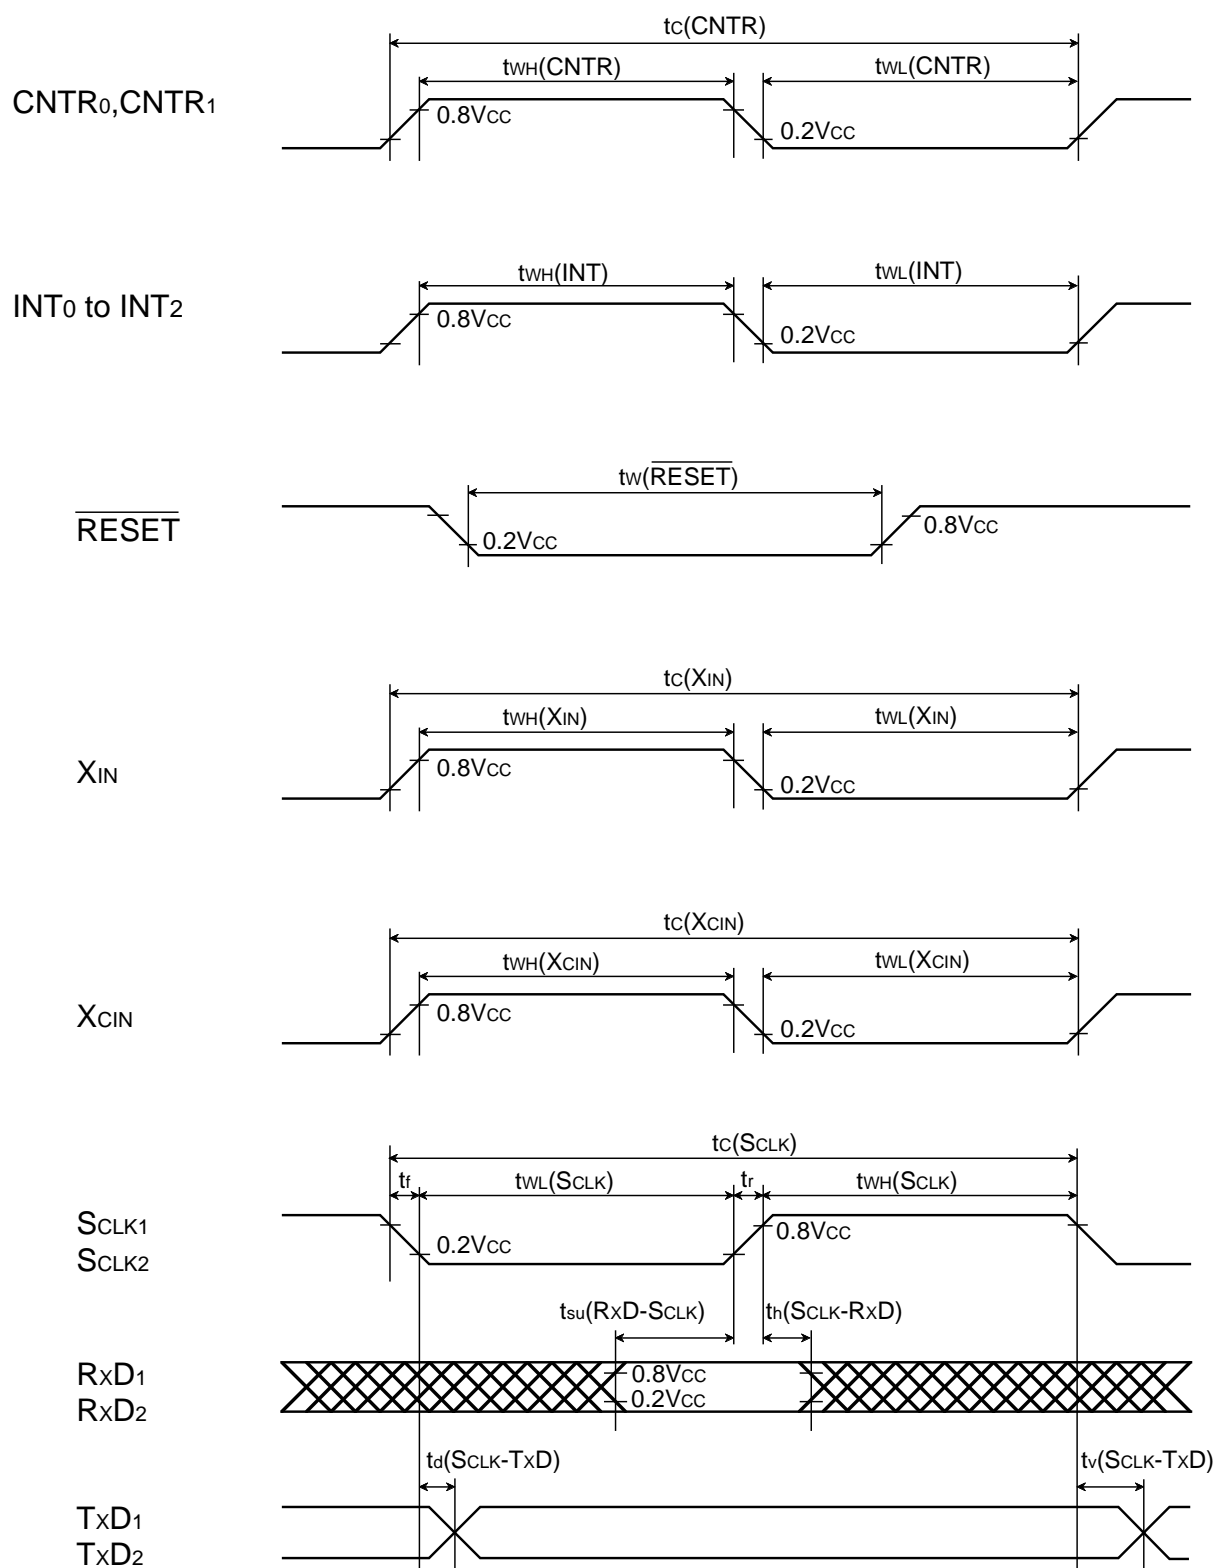 tC(CNTR)
tWH(CNTR)
tWL(CNTR)
CNTR0,CNTR1
0.8VCC
0.2VCC
tWH(INT)
tWL(INT)
INT0 to INT2
0.8VCC
0.2VCC
tW(RESET)
RESET
0.2VCC
0.8VCC
tC(XIN)
tWH(XIN)
tWL(XIN)
XIN
0.8VCC
0.2VCC
tC(XCIN)
tWH(XCIN)
tWL(XCIN)
XCIN
0.8VCC
0.2VCC
tC(SCLK)
tf
tWL(SCLK)
tr
tWH(SCLK)
SCLK1
SCLK2
0.2VCC
0.8VCC
tsu(RXD-SCLK)
th(SCLK-RXD)
RXD1
RXD2
0.8VCC
0.2VCC
td(SCLK-TXD)
tv(SCLK-TXD)
TXD1
TXD2